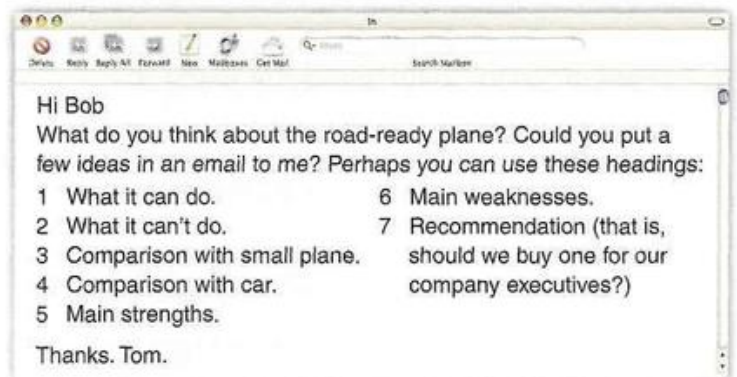 In
Delete Reply Reply All Forward New Mailboxes Get Mail Search Mailbox
Hi Bob
What do you think about the road-ready plane? Could you put a
few ideas in an email to me? Perhaps you can use these headings:
1 What it can do.
2 What it can't do.
3 Comparison with small plane.
4 Comparison with car.
5 Main strengths.
6 Main weaknesses.
7 Recommendation (that is,
should we buy one for our
company executives?)
Thanks. Tom.